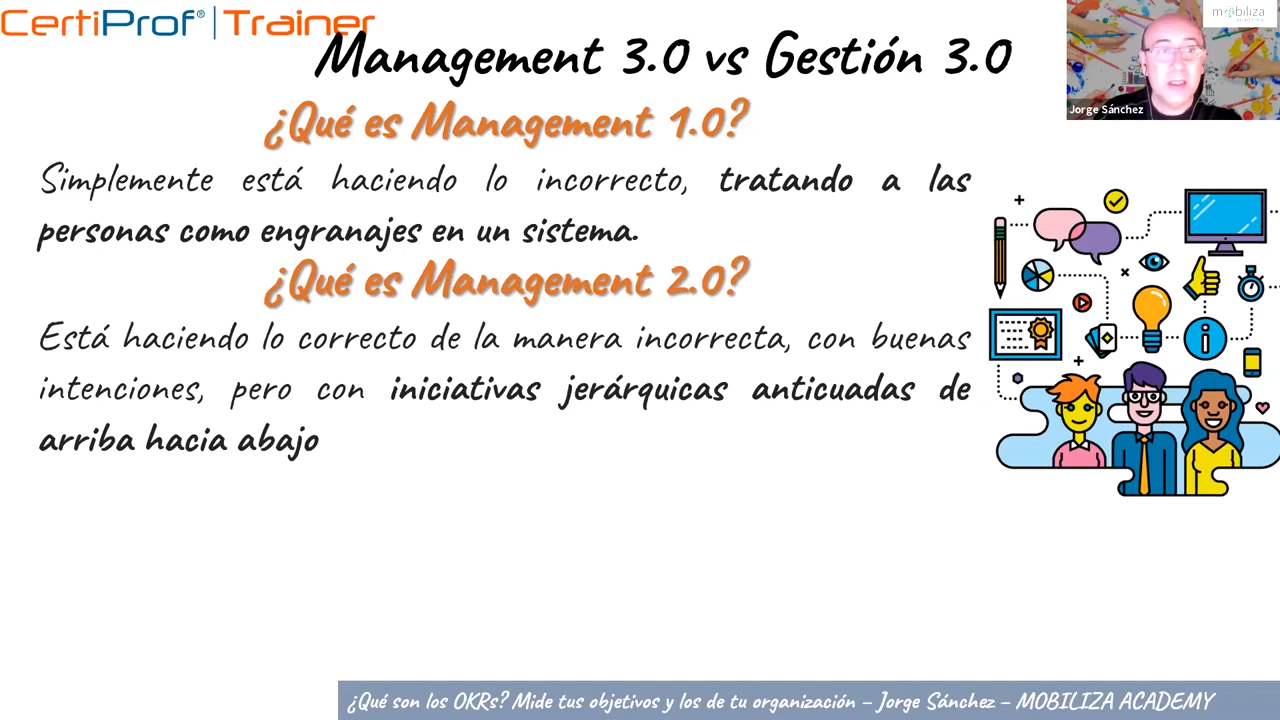 CertiProf® | Trainer
Management 3.0 vs Gestión 3.0
mobiliza
academy
Jorge Sánchez
¿Qué es Management 1.0?
Simplemente está haciendo lo incorrecto, tratando a las
personas como engranajes en un sistema.
¿Qué es Management 2.0?
Está haciendo lo correcto de la manera incorrecta, con buenas
intenciones, pero con iniciativas jerárquicas anticuadas de
arriba hacia abajo
¿Qué son los OKRs? Mide tus objetivos y los de tu organización – Jorge Sánchez – MOBILIZA ACADEMY